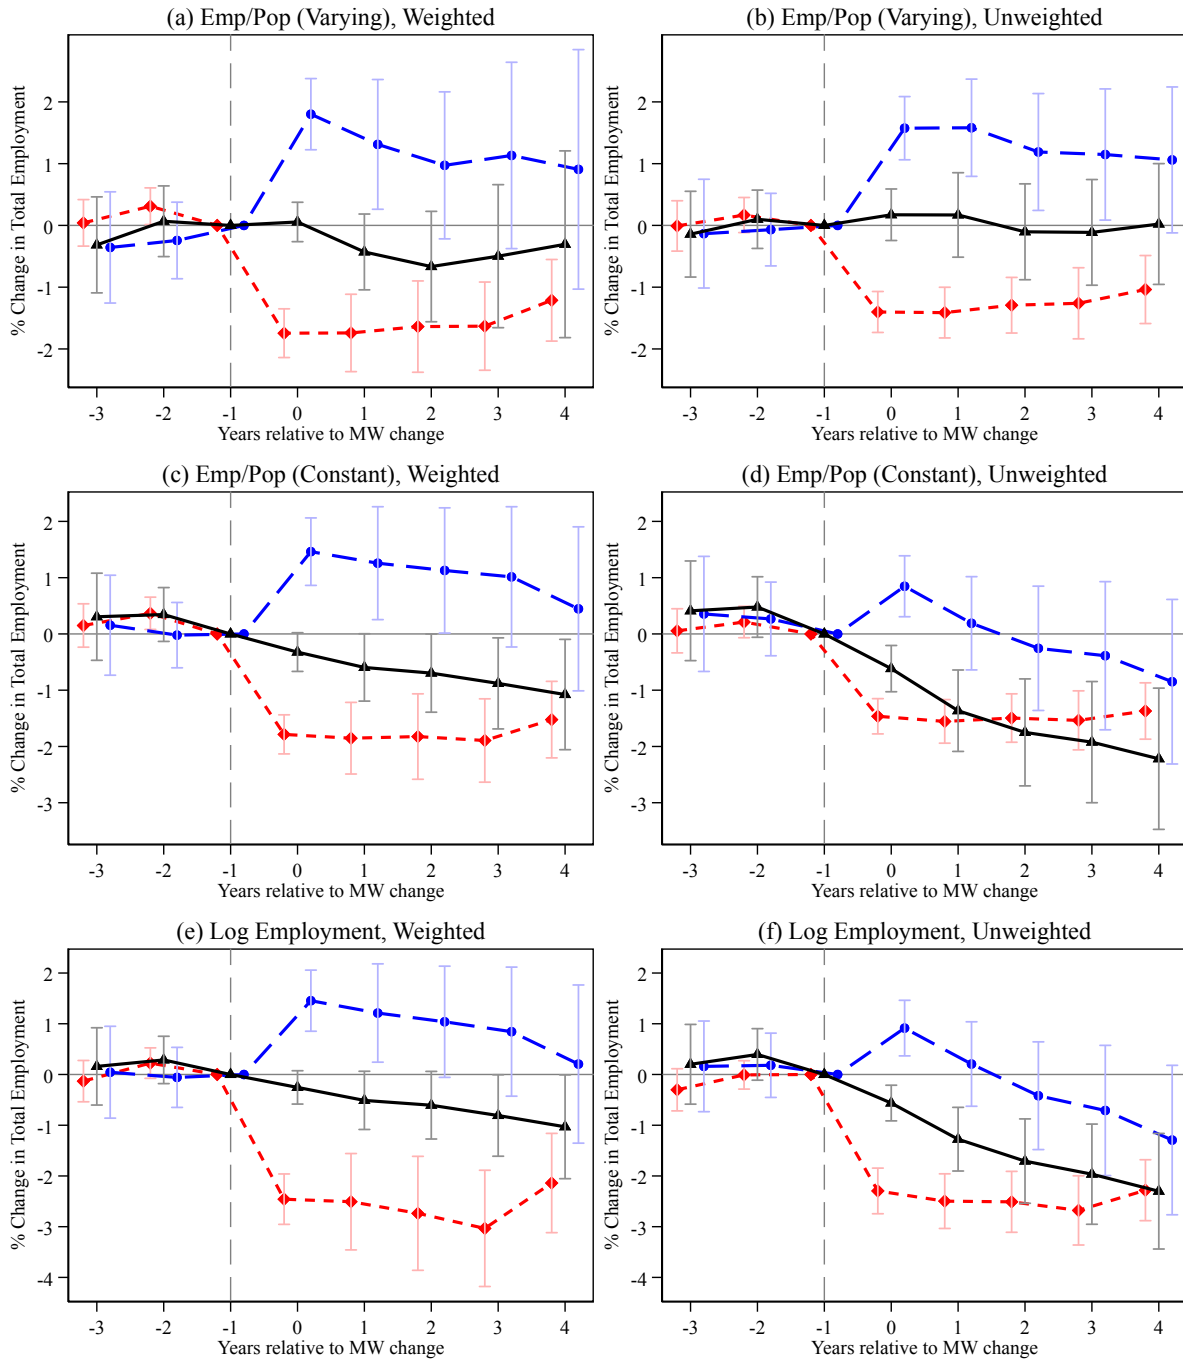 (a) Emp/Pop (Varying), Weighted
% Change in Total Employment
2
1
0
-1
-2
-3 -2 -1 0 1 2 3 4
Years relative to MW change
(b) Emp/Pop (Varying), Unweighted
% Change in Total Employment
2
1
0
-1
-2
-3 -2 -1 0 1 2 3 4
Years relative to MW change
(c) Emp/Pop (Constant), Weighted
% Change in Total Employment
2
1
0
-1
-2
-3
-3 -2 -1 0 1 2 3 4
Years relative to MW change
(d) Emp/Pop (Constant), Unweighted
% Change in Total Employment
2
1
0
-1
-2
-3
-3 -2 -1 0 1 2 3 4
Years relative to MW change
(e) Log Employment, Weighted
% Change in Total Employment
2
1
0
-1
-2
-3
-4
-3 -2 -1 0 1 2 3 4
Years relative to MW change
(f) Log Employment, Unweighted
% Change in Total Employment
2
1
0
-1
-2
-3
-4
-3 -2 -1 0 1 2 3 4
Years relative to MW change